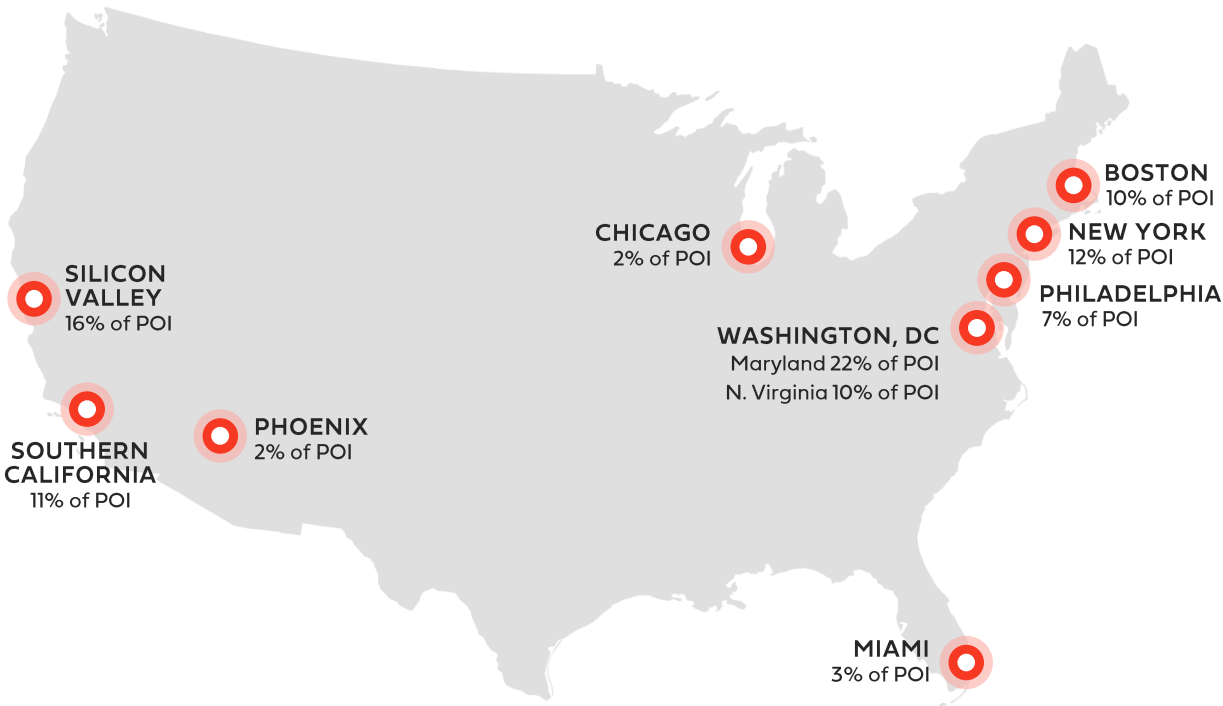 BOSTON
10% of POI
CHICAGO
2% of POI
NEW YORK
12% of POI
SILICON
VALLEY
16% of POI
PHILADELPHIA
7% of POI
WASHINGTON, DC
Maryland 22% of POI
N. Virginia 10% of POI
PHOENIX
2% of POI
SOUTHERN
CALIFORNIA
11% of POI
MIAMI
3% of POI